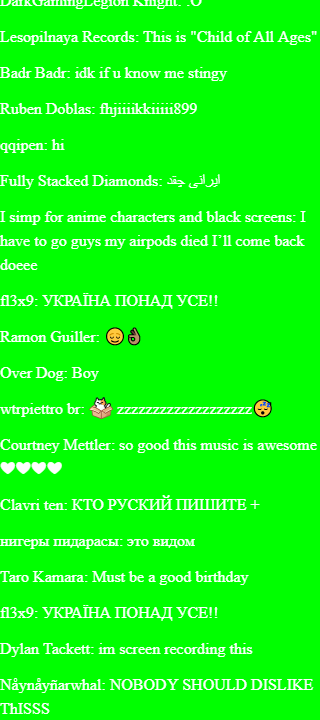 DarkGamingLegion Knight: :O
Lesopilnaya Records: This is "Child of All Ages"
Badr Badr: idk if u know me stingy
Ruben Doblas: fhjiiiikkiiiii899
qqipen: hi
Fully Stacked Diamonds: ایرانی جقد
I simp for anime characters and black screens: I
have to go guys my airpods died I’ll come back
doeee
fl3x9: УКРАЇНА ПОНАД УСЕ!!
Ramon Guiller: 😌👌🏿
Over Dog: Boy
wtrpiettro br: zzzzzzzzzzzzzzzzzzz😴
Courtney Mettler: so good this music is awesome
🤍🤍🤍🤍
Clavri ten: КТО РУСКИЙ ПИШИТЕ +
нигеры пидарасы: это видом
Taro Kamara: Must be a good birthday
fl3x9: УКРАЇНА ПОНАД УСЕ!!
Dylan Tackett: im screen recording this
Nåynåyñarwhal: NOBODY SHOULD DISLIKE
ThISSS